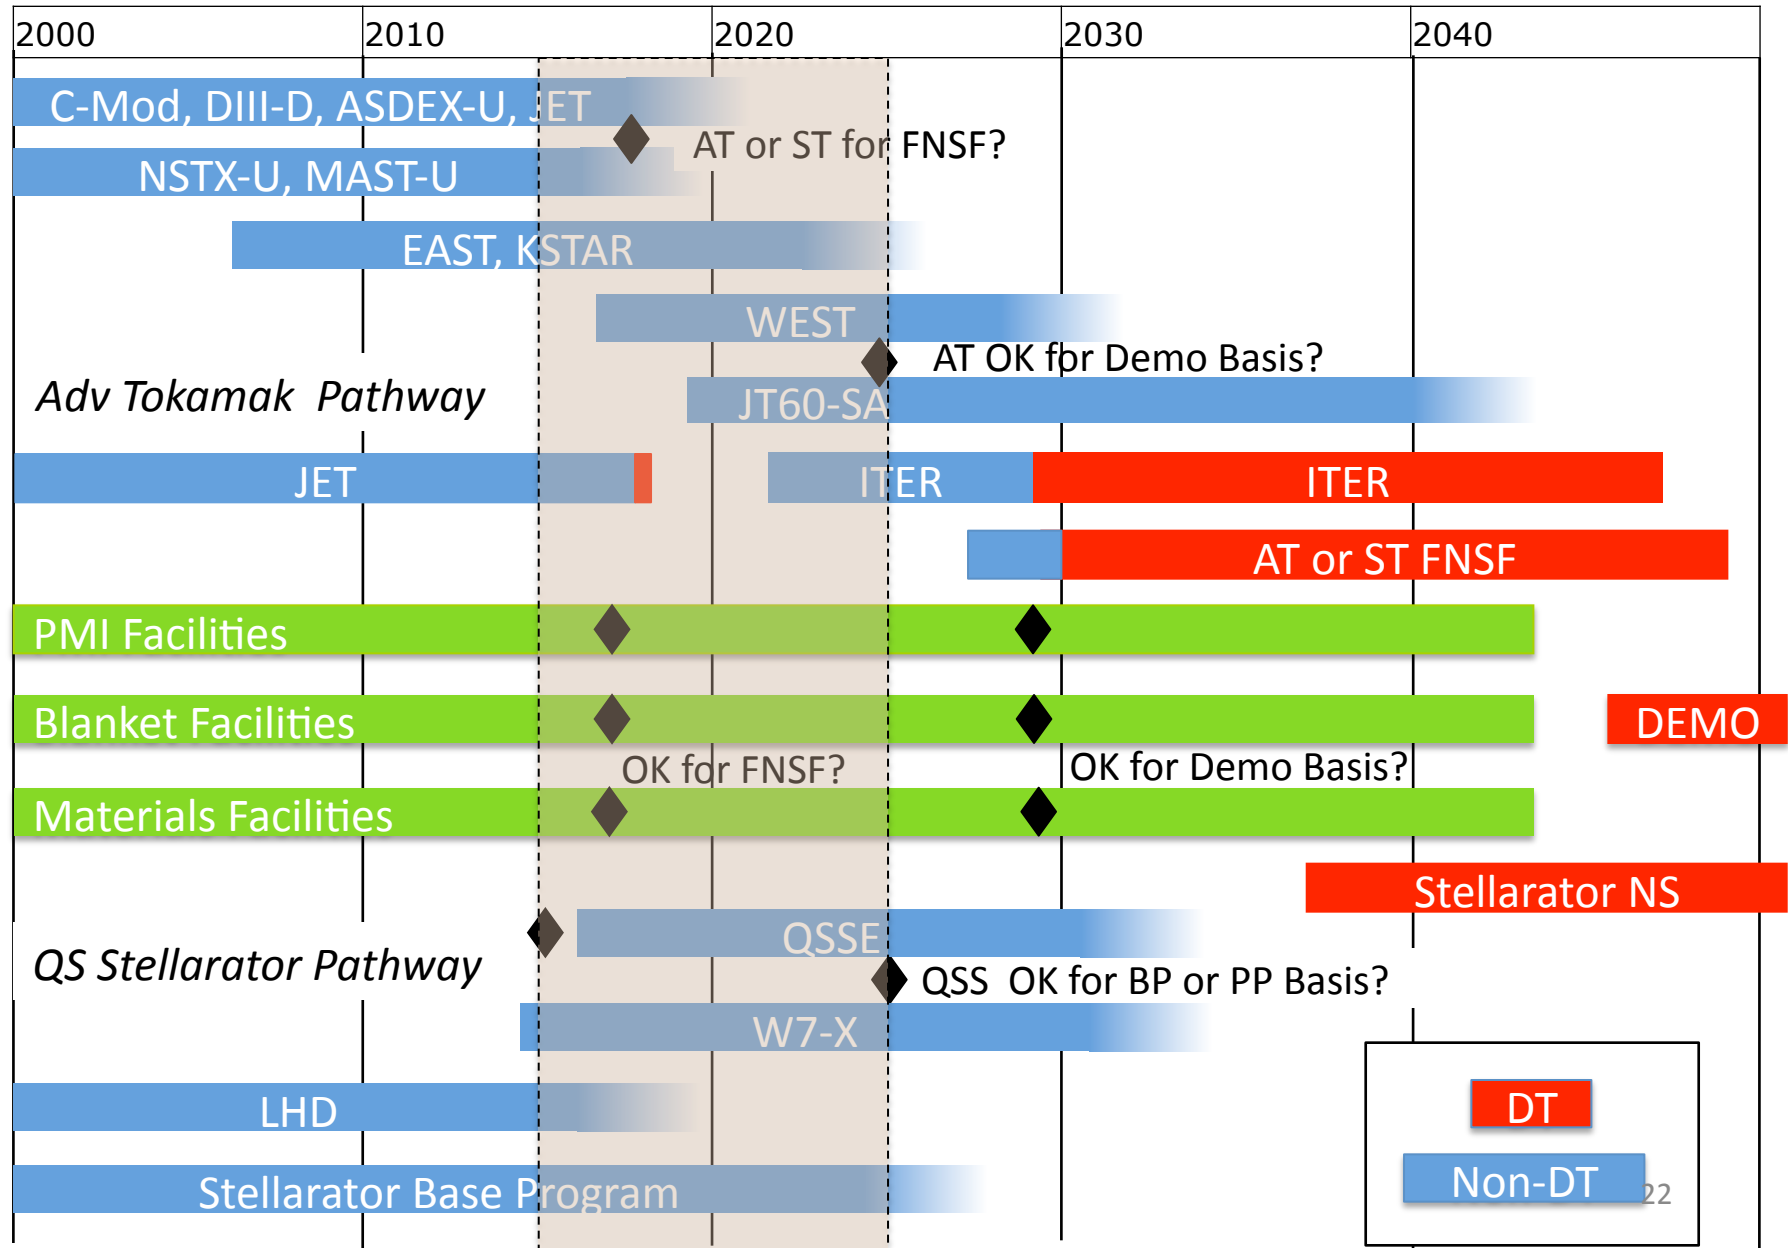 2000 2010 2020 2030 2040
C-Mod, DIII-D, ASDEX-U, JET
AT or ST for FNSF?
NSTX-U, MAST-U
EAST, KSTAR
WEST
AT OK for Demo Basis?
Adv Tokamak Pathway
JT60-SA
JET ITER ITER
AT or ST FNSF
PMI Facilities
Blanket Facilities DEMO
OK for FNSF? OK for Demo Basis?
Materials Facilities
Stellarator NS
QSSE
QS Stellarator Pathway
QSS OK for BP or PP Basis?
W7-X
LHD
DT
Stellarator Base Program
Non-DT
22